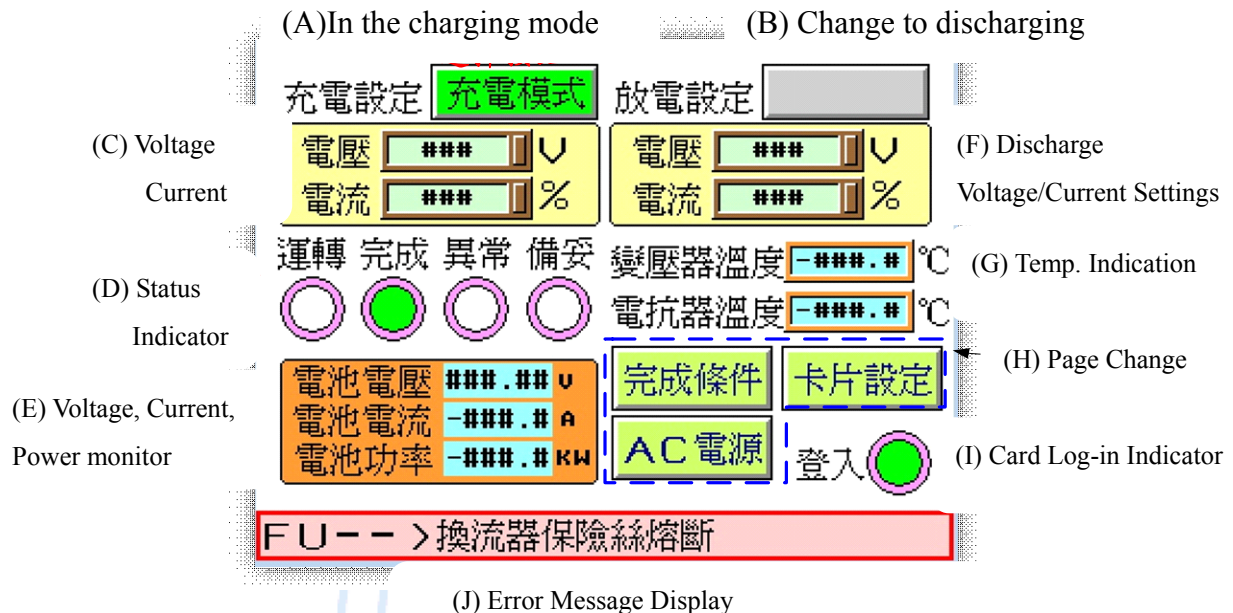 (A)In the charging mode (B) Change to discharging
充電設定 充電模式 放電設定
(C) Voltage
Current
電壓 ### V
電流 ### %
電壓 ### V
電流 ### %
(F) Discharge
Voltage/Current Settings
運轉 完成 異常 備妥
(D) Status
Indicator
變壓器溫度 -###.# ℃
電抗器溫度 -###.# ℃
(G) Temp. Indication
(E) Voltage, Current,
Power monitor
電池電壓 ###.## V
電池電流 -###.# A
電池功率 -###.# KW
完成條件 卡片設定
AC電源
(H) Page Change
登入
(I) Card Log-in Indicator
FU-->換流器保險絲熔斷
(J) Error Message Display